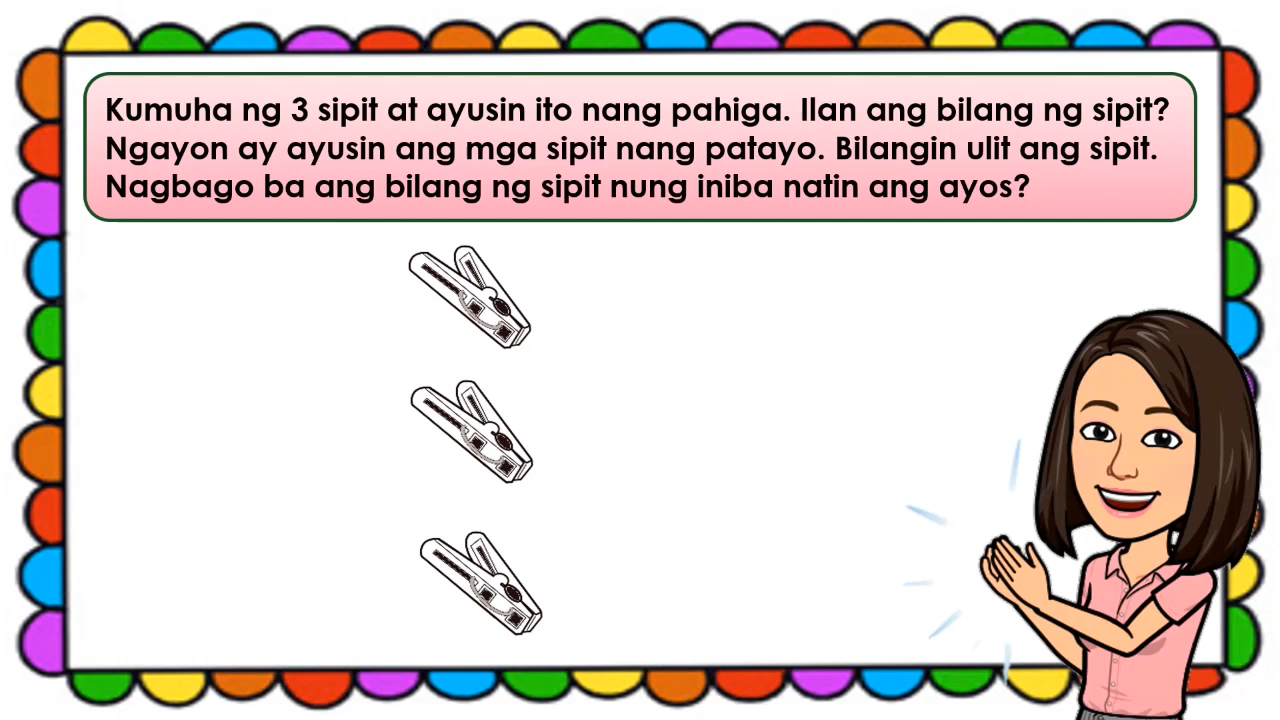 Kumuha ng 3 sipit at ayusin ito nang pahiga. Ilan ang bilang ng sipit?
Ngayon ay ayusin ang mga sipit nang patayo. Bilangin ulit ang sipit.
Nagbago ba ang bilang ng sipit nung iniba natin ang ayos?